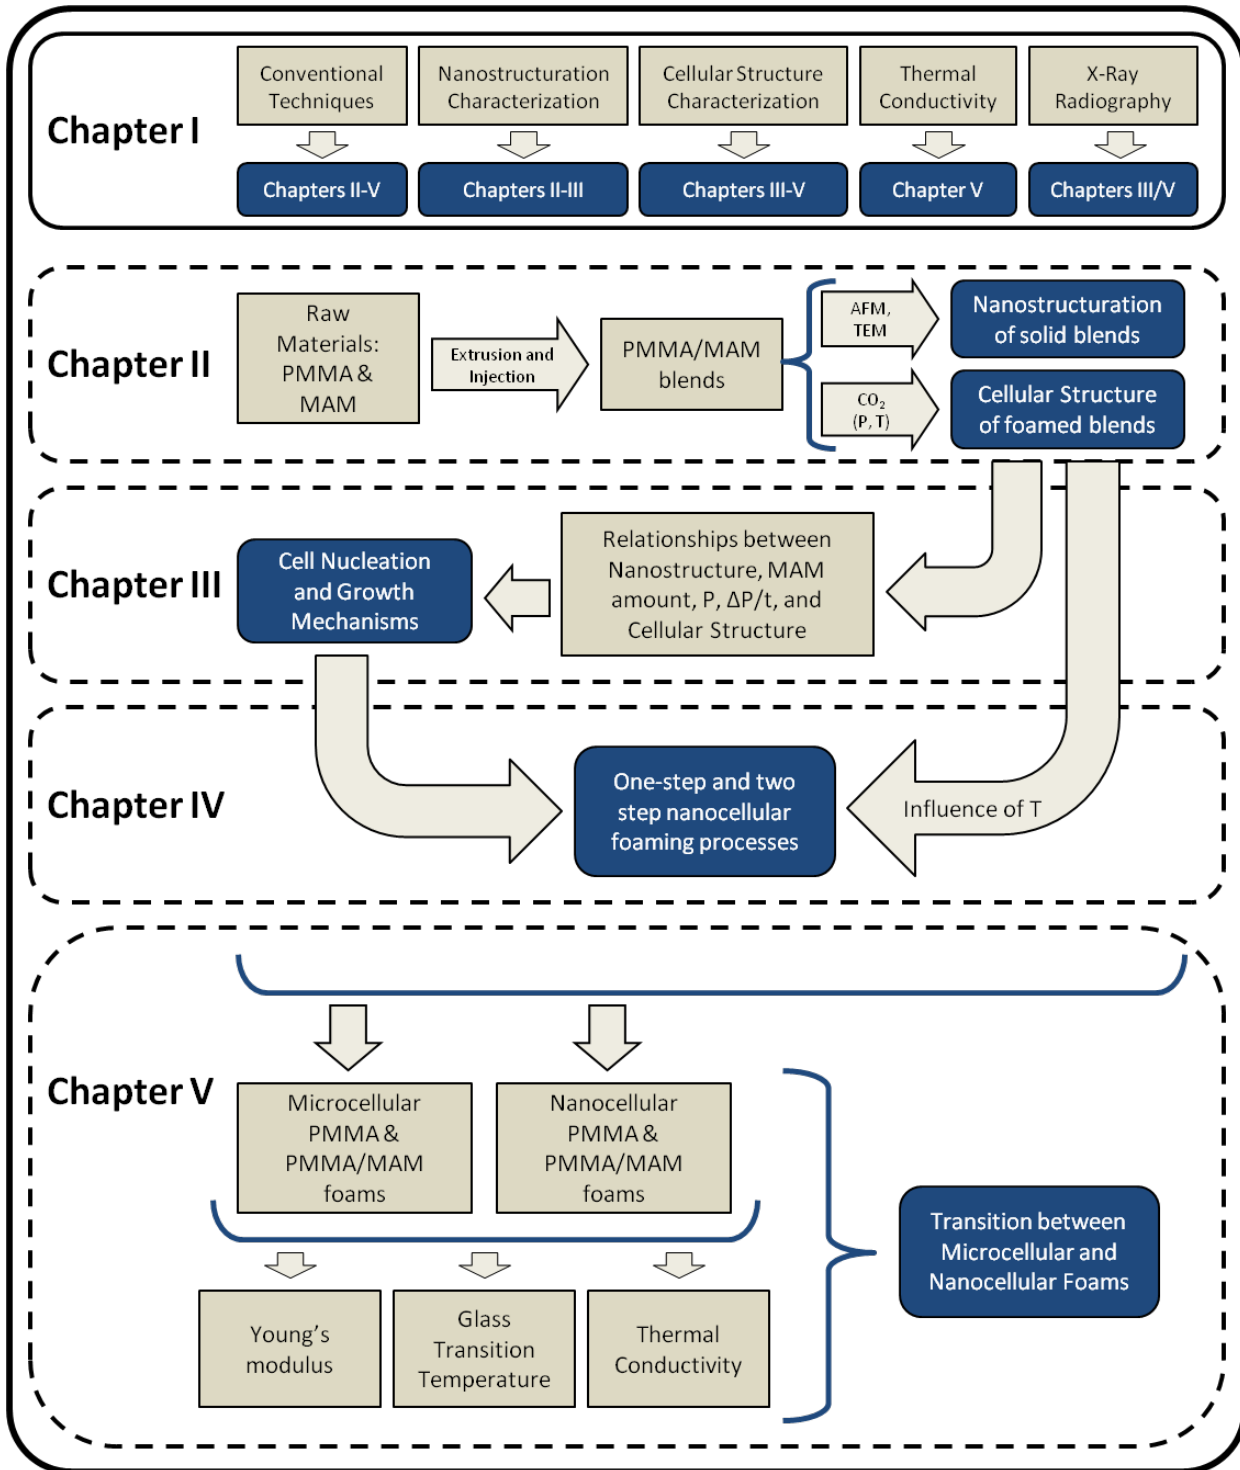 Chapter I
Conventional
Techniques
Nanostructuration
Characterization
Cellular Structure
Characterization
Thermal
Conductivity
X-Ray
Radiography
Chapters II-V
Chapters II-III
Chapters III-V
Chapter V
Chapters III/V
Chapter II
Raw
Materials:
PMMA &
MAM
Extrusion and
Injection
PMMA/MAM
blends
AFM,
TEM
Nanostructuration
of solid blends
CO₂
(P, T)
Cellular Structure
of foamed blends
Chapter III
Cell Nucleation
and Growth
Mechanisms
Relationships between
Nanostructure, MAM
amount, P, ΔP/t, and
Cellular Structure
Chapter IV
One-step and two
step nanocellular
foaming processes
Influence of T
Chapter V
Microcellular
PMMA &
PMMA/MAM
foams
Nanocellular
PMMA &
PMMA/MAM
foams
Young's
modulus
Glass
Transition
Temperature
Thermal
Conductivity
Transition between
Microcellular and
Nanocellular Foams